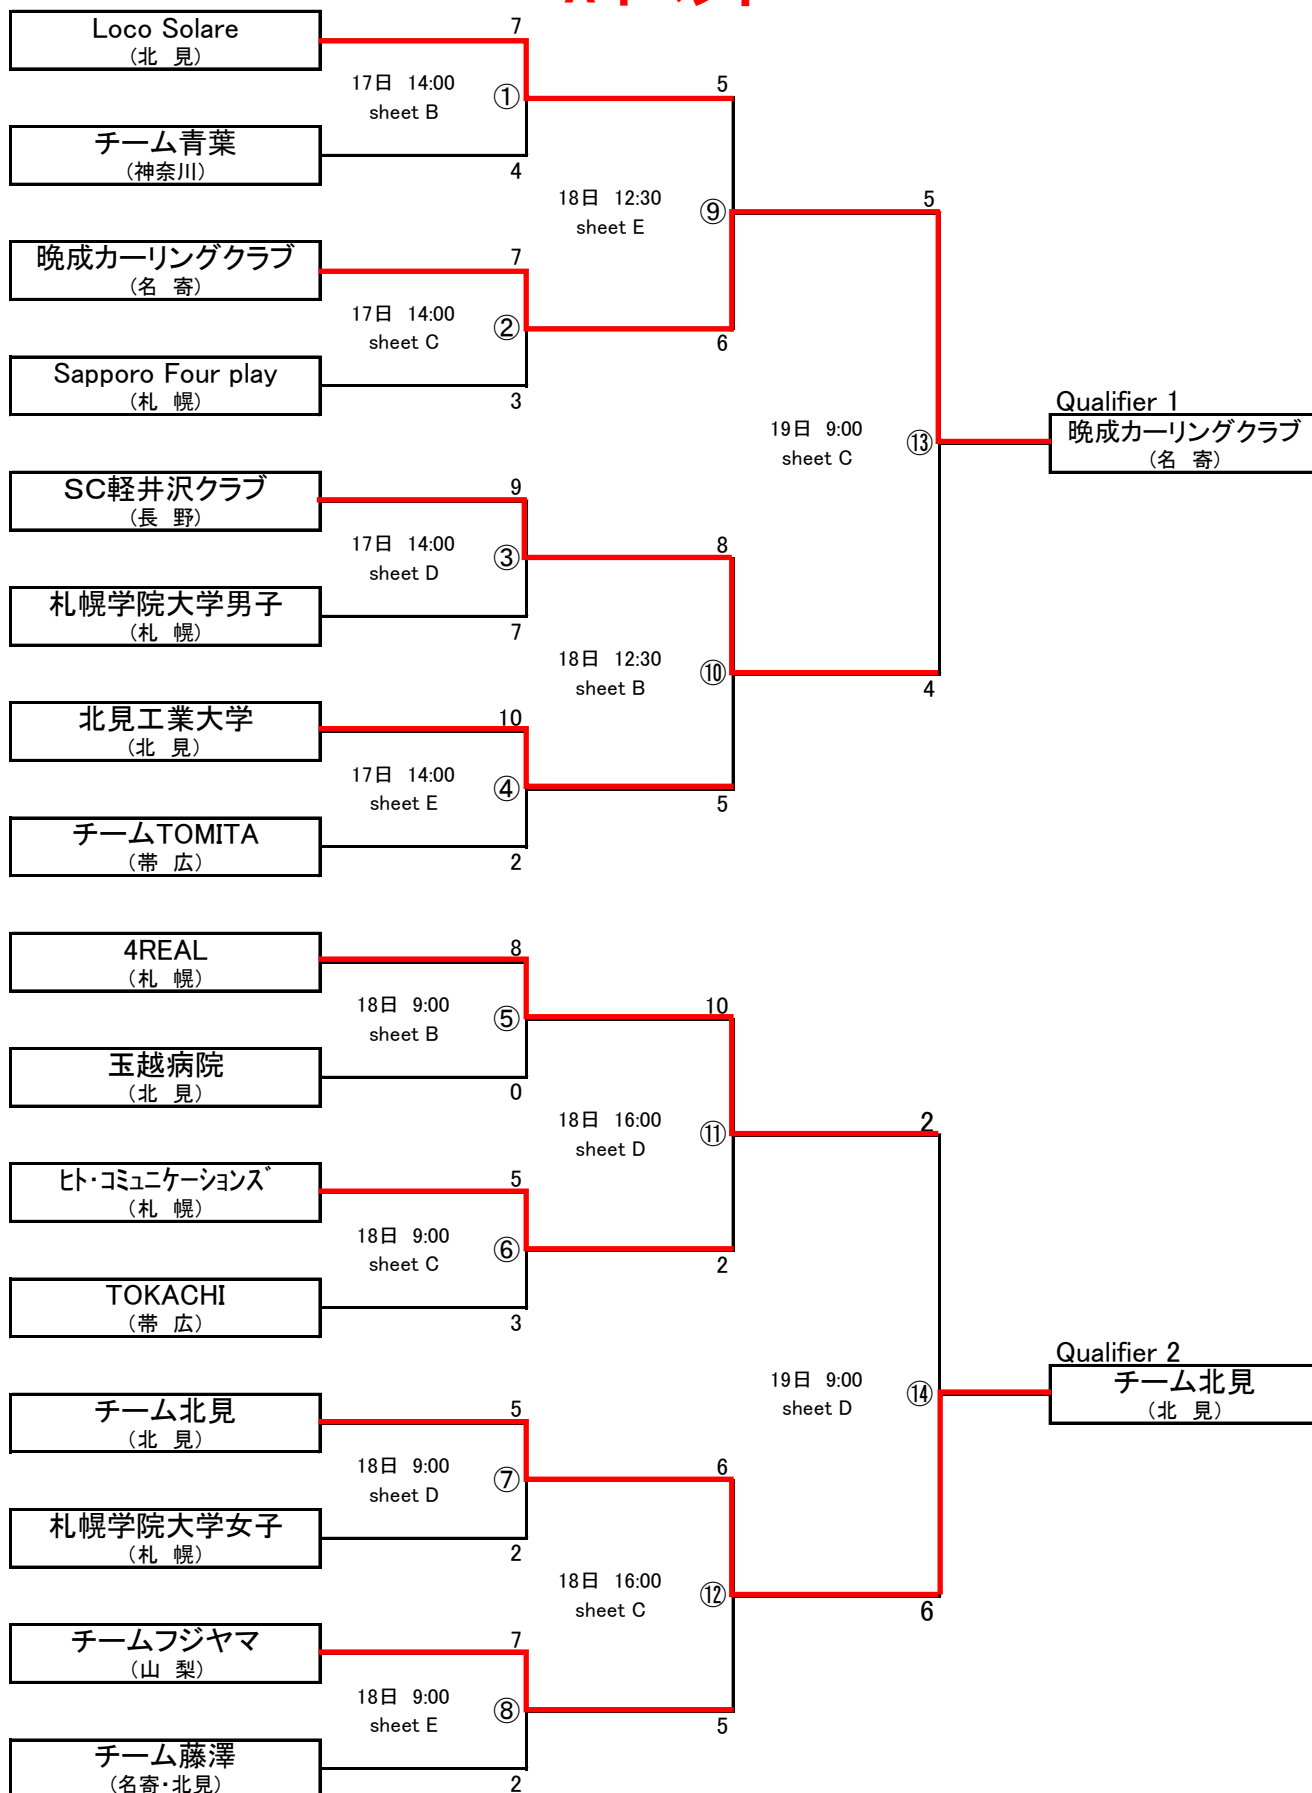 Loco Solare
7
(北 見)
17日 14:00
①
5
sheet B
チーム青葉
(神奈川)
4
18日 12:30
⑨
5
sheet E
晩成カーリングクラブ
7
(名 寄)
17日 14:00
②
sheet C
6
Sapporo Four play
(札 幌)
3
Qualifier 1
19日 9:00
⑬
晩成カーリングクラブ
sheet C
(名 寄)
SC軽井沢クラブ
9
(長 野)
17日 14:00
③
8
sheet D
札幌学院大学男子
(札 幌)
7
18日 12:30
⑩
sheet B
4
北見工業大学
10
(北 見)
17日 14:00
④
sheet E
5
チームTOMITA
(帯 広)
2
4REAL
8
(札 幌)
18日 9:00
⑤
10
sheet B
玉越病院
(北 見)
0
18日 16:00
⑪
2
sheet D
ヒト・コミュニケーションズ
5
(札 幌)
18日 9:00
⑥
sheet C
2
TOKACHI
(帯 広)
3
Qualifier 2
19日 9:00
⑭
チーム北見
sheet D
(北 見)
チーム北見
5
(北 見)
18日 9:00
⑦
6
sheet D
札幌学院大学女子
(札 幌)
2
18日 16:00
⑫
sheet C
6
チームフジヤマ
7
(山 梨)
18日 9:00
⑧
sheet E
5
チーム藤澤
(名寄・北見)
2